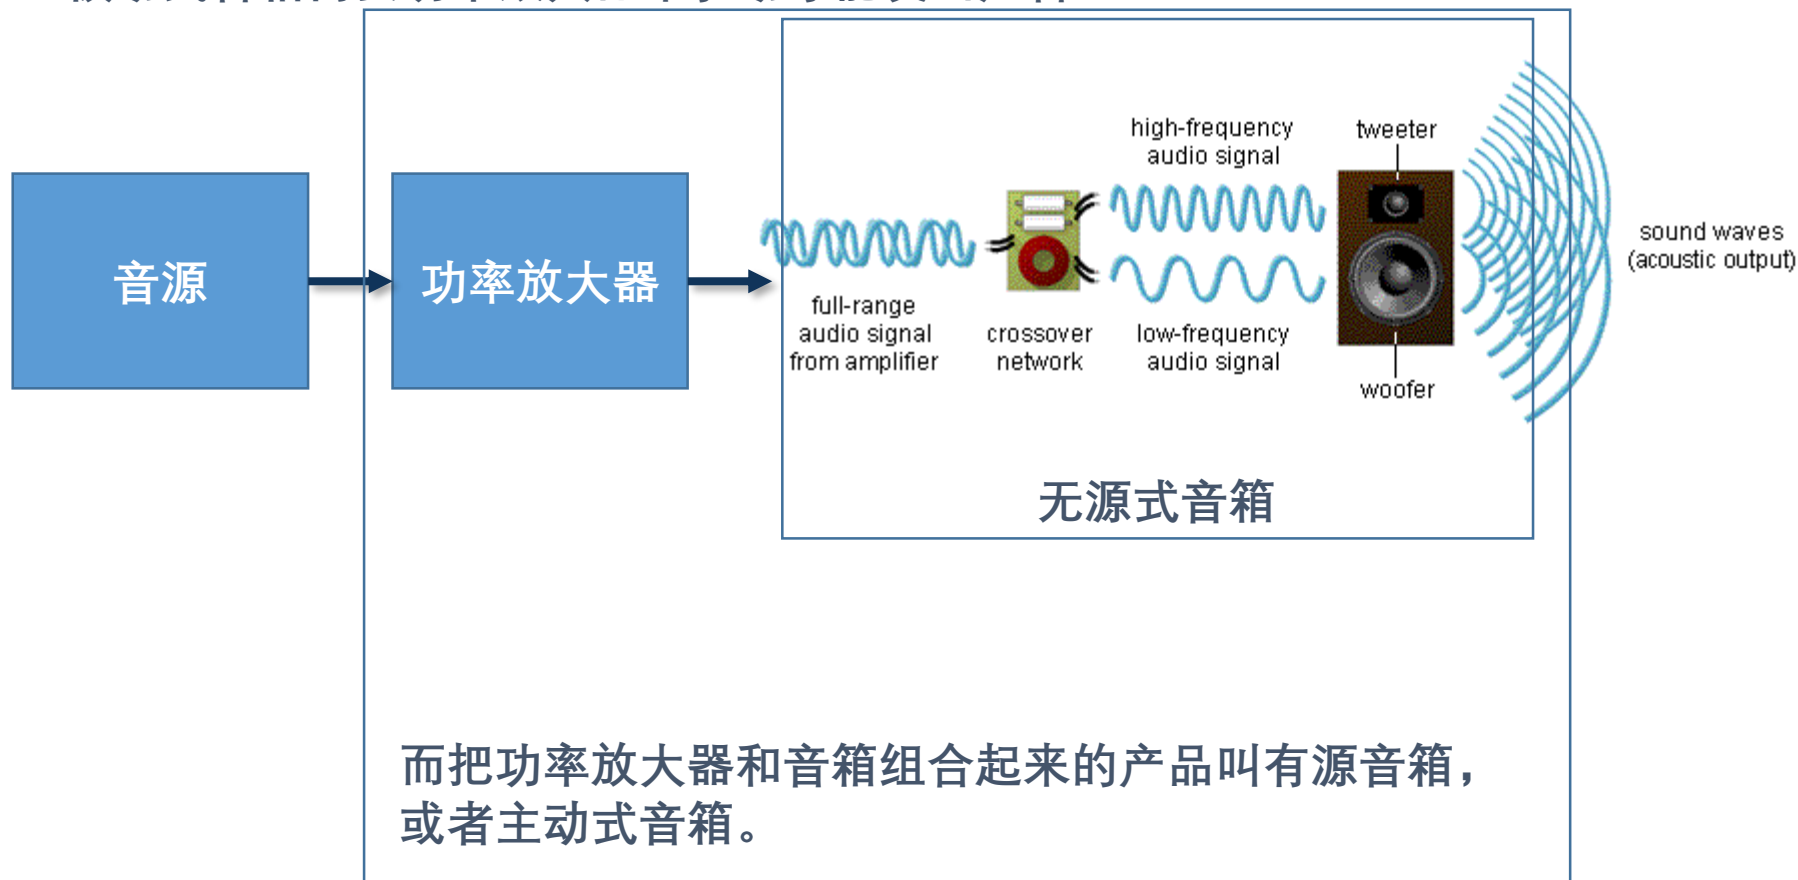 high-frequency
audio signal
tweeter
音源
功率放大器
sound waves
(acoustic output)
full-range
audio signal
from amplifier
crossover
network
low-frequency
audio signal
woofer
无源式音箱
而把功率放大器和音箱组合起来的产品叫有源音箱，
或者主动式音箱。